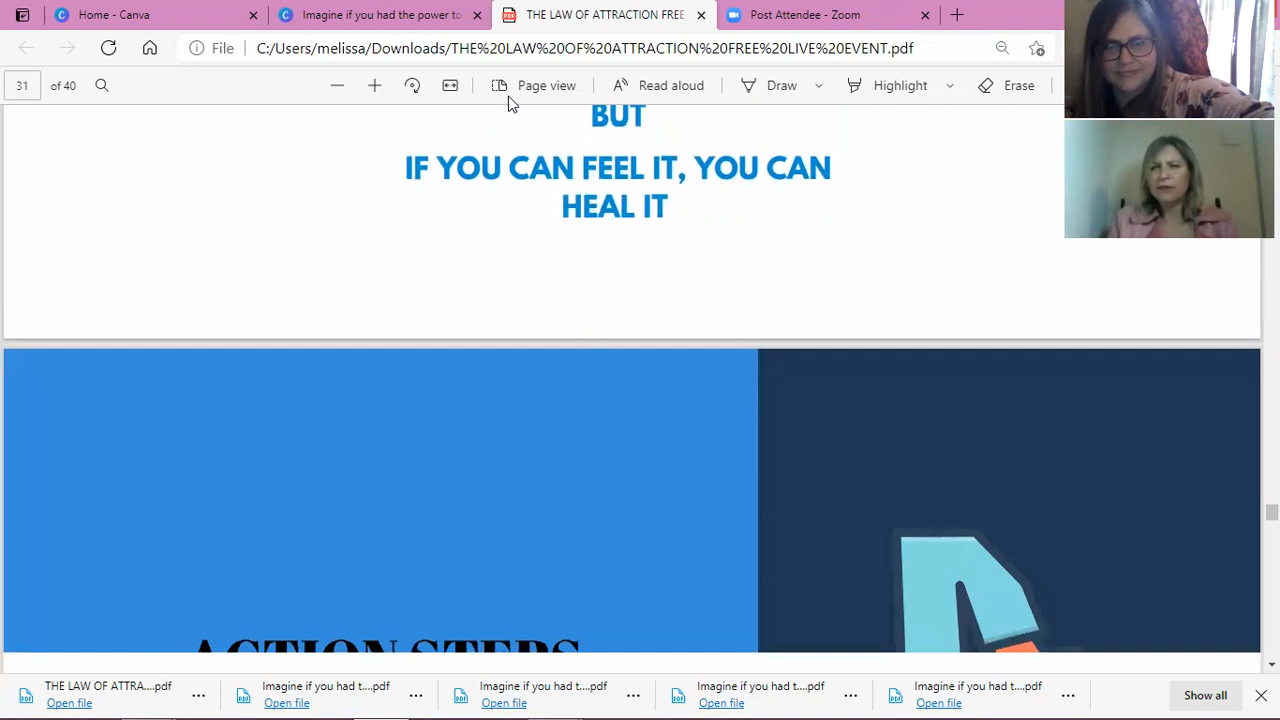 Home - Canva
Imagine if you had the power to
THE LAW OF ATTRACTION FREE
Post Attendee - Zoom
File
C:/Users/melissa/Downloads/THE%20LAW%20OF%20ATTRACTION%20FREE%20LIVE%20EVENT.pdf
31 of 40
Page view
Read aloud
Draw
Highlight
Erase
BUT
IF YOU CAN FEEL IT, YOU CAN
HEAL IT
ACTION STEPS
THE LAW OF ATTRA....pdf
Open file
Imagine if you had t....pdf
Open file
Imagine if you had t....pdf
Open file
Imagine if you had t....pdf
Open file
Imagine if you had t....pdf
Open file
Show all